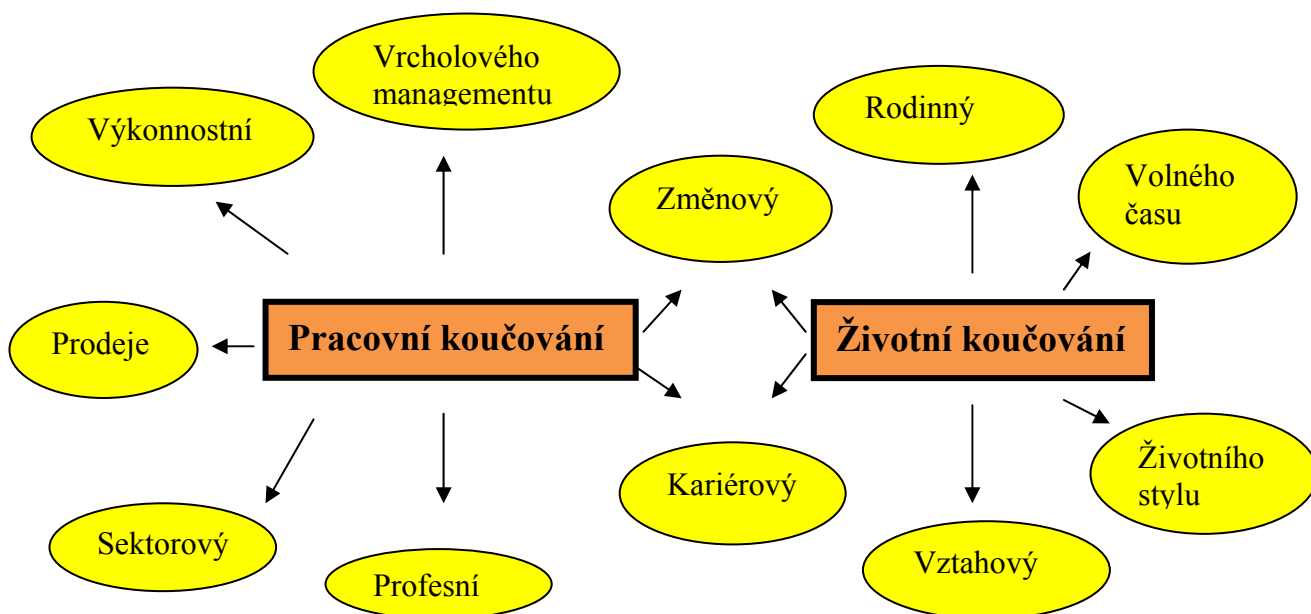 Vrcholového
managementu
Výkonnostní
Rodinný
Volného
času
Změnový
Prodeje
Pracovní koučování
Životní koučování
Kariérový
Životního
stylu
Sektorový
Profesní
Vztahový